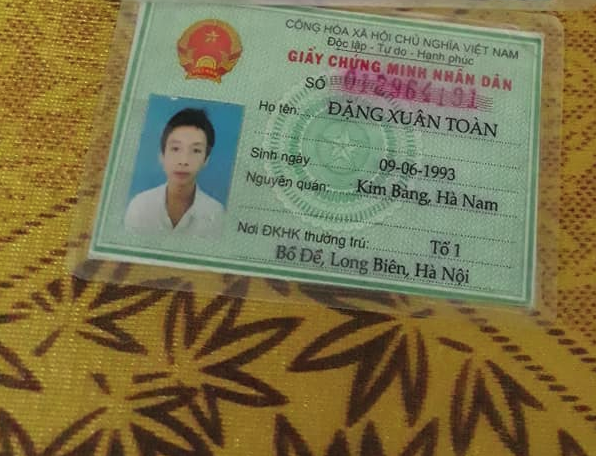 CỘNG HÒA XÃ HỘI CHỦ NGHĨA VIỆT NAM
Độc lập - Tự do - Hạnh phúc
GIẤY CHỨNG MINH NHÂN DÂN
SỐ 012964191
Họ tên: ĐẶNG XUÂN TOÀN
Sinh ngày 09-06-1993
Nguyên quán: Kim Bảng, Hà Nam
Nơi ĐKHK thường trú: Tổ 1
Bồ Đề, Long Biên, Hà Nội